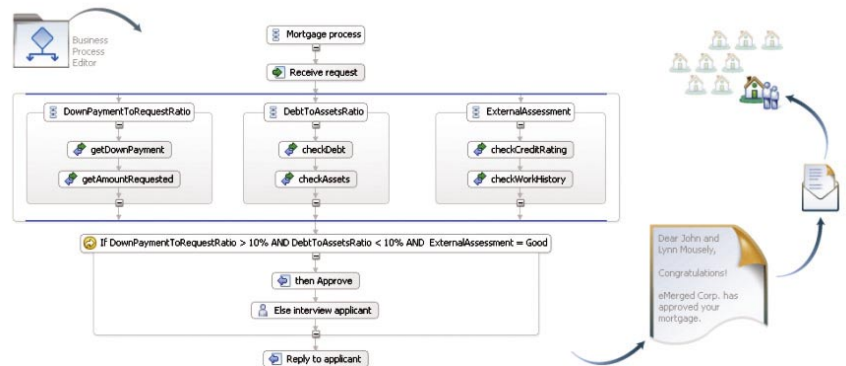 Business
Process
Editor
Mortgage process
Receive request
DownPaymentToRequestRatio
DebtToAssetsRatio
ExternalAssessment
getDownPayment
checkDebt
checkCreditRating
getAmountRequested
checkAssets
checkWorkHistory
If DownPaymentToRequestRatio > 10% AND DebtToAssetsRatio < 10% AND ExternalAssessment = Good
then Approve
Else interview applicant
Reply to applicant
Dear John and
Lynn Mousely,
Congratulations!
eMerged Corp. has
approved your
mortgage.